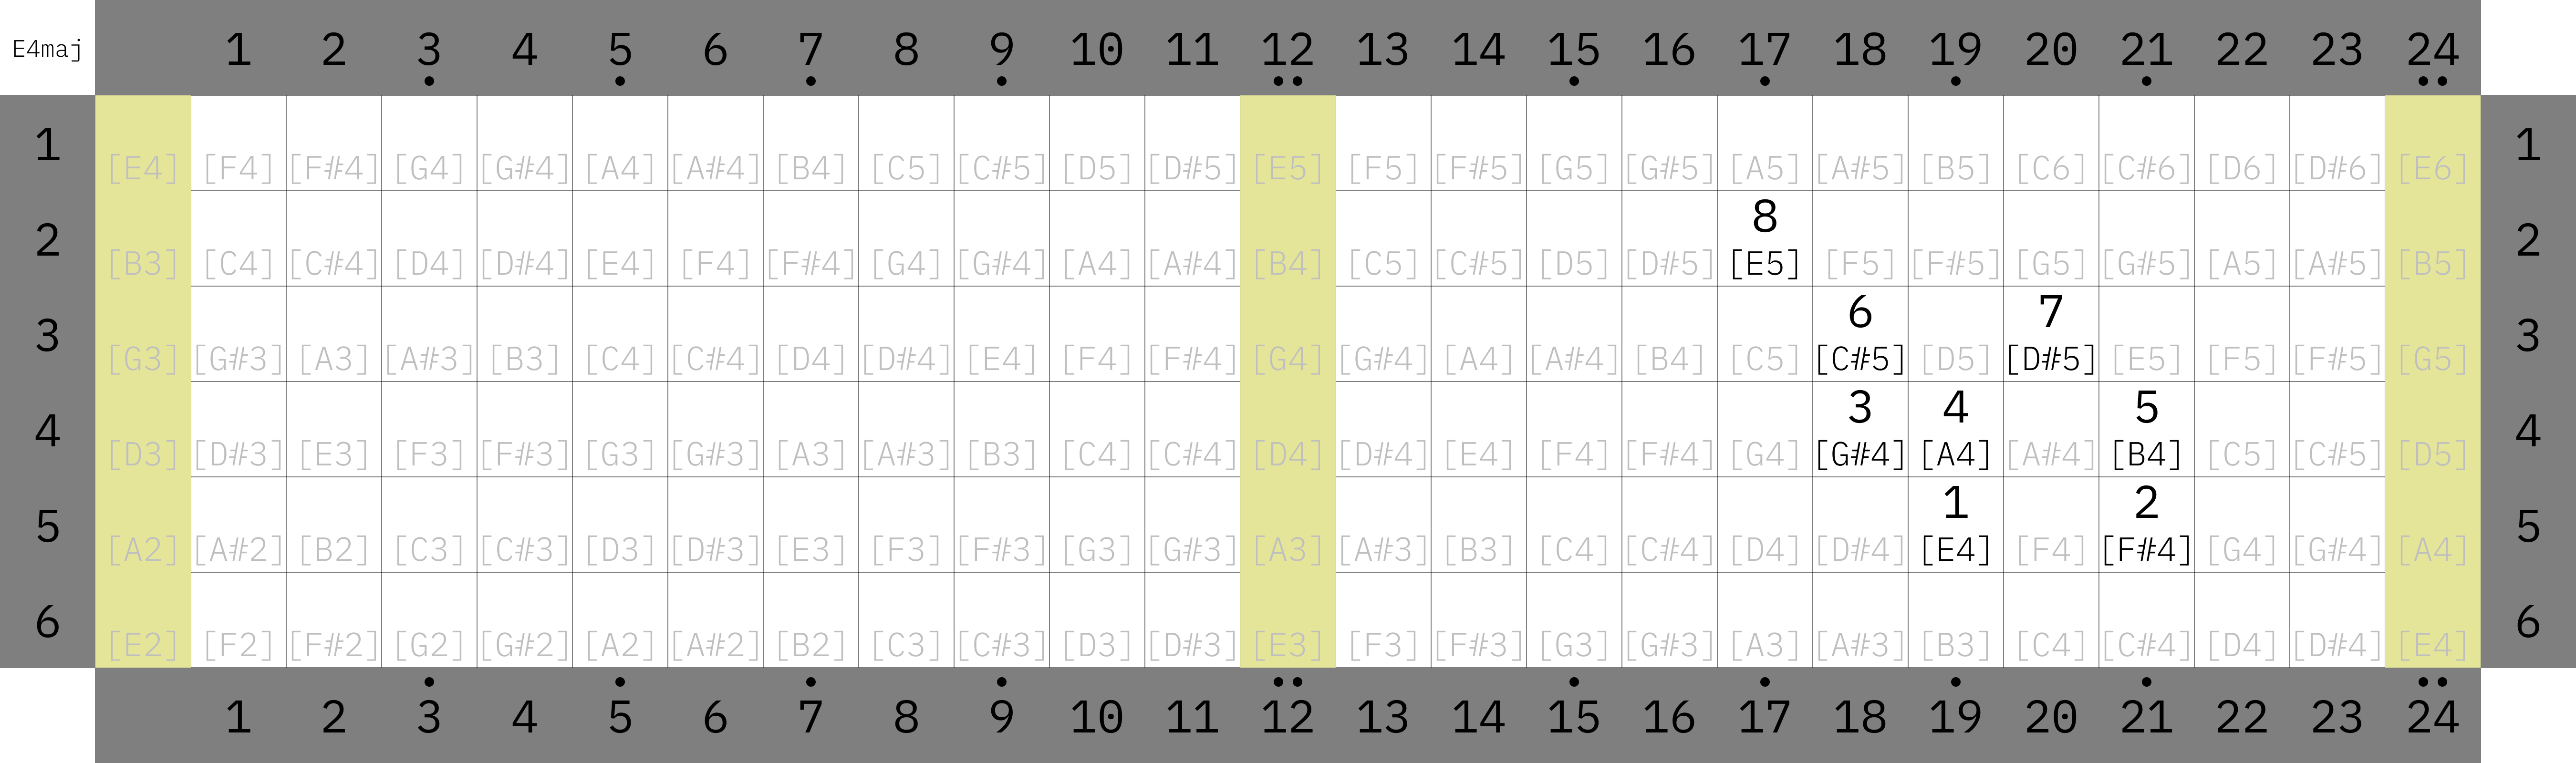 E4maj 1 2 3 4 5 6 7 8 9 10 11 12 13 14 15 16 17 18 19 20 21 22 23 24
1 [E4] [F4] [F#4] [G4] [G#4] [A4] [A#4] [B4] [C5] [C#5] [D5] [D#5] [E5] [F5] [F#5] [G5] [G#5] [A5] [A#5] [B5] [C6] [C#6] [D6] [D#6] [E6] 1
8
2 [B3] [C4] [C#4] [D4] [D#4] [E4] [F4] [F#4] [G4] [G#4] [A4] [A#4] [B4] [C5] [C#5] [D5] [D#5] [E5] [F5] [F#5] [G5] [G#5] [A5] [A#5] [B5] 2
6 7
3 [G3] [G#3] [A3] [A#3] [B3] [C4] [C#4] [D4] [D#4] [E4] [F4] [F#4] [G4] [G#4] [A4] [A#4] [B4] [C5] [C#5] [D5] [D#5] [E5] [F5] [F#5] [G5] 3
3 4 5
4 [D3] [D#3] [E3] [F3] [F#3] [G3] [G#3] [A3] [A#3] [B3] [C4] [C#4] [D4] [D#4] [E4] [F4] [F#4] [G4] [G#4] [A4] [A#4] [B4] [C5] [C#5] [D5] 4
1 2
5 [A2] [A#2] [B2] [C3] [C#3] [D3] [D#3] [E3] [F3] [F#3] [G3] [G#3] [A3] [A#3] [B3] [C4] [C#4] [D4] [D#4] [E4] [F4] [F#4] [G4] [G#4] [A4] 5
6 [E2] [F2] [F#2] [G2] [G#2] [A2] [A#2] [B2] [C3] [C#3] [D3] [D#3] [E3] [F3] [F#3] [G3] [G#3] [A3] [A#3] [B3] [C4] [C#4] [D4] [D#4] [E4] 6
1 2 3 4 5 6 7 8 9 10 11 12 13 14 15 16 17 18 19 20 21 22 23 24